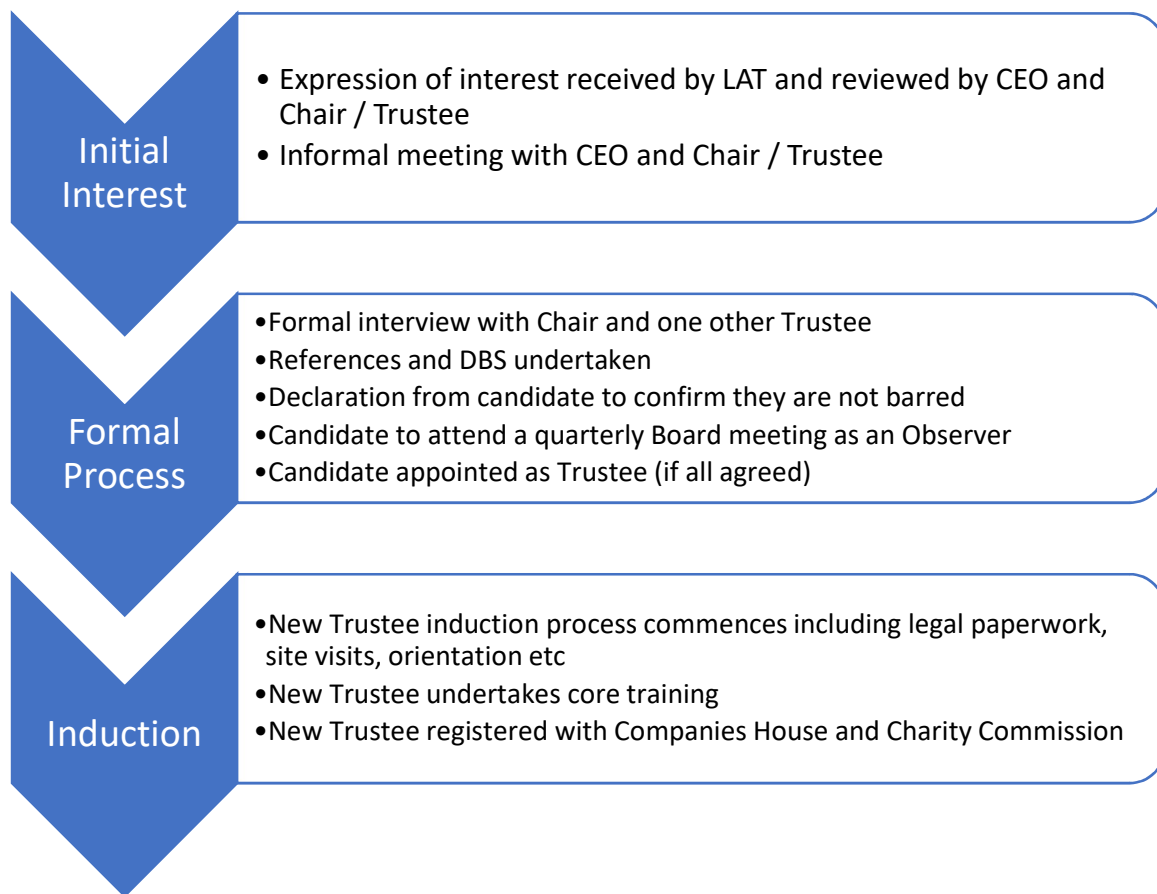 Initial
Interest
• Expression of interest received by LAT and reviewed by CEO and
Chair / Trustee
• Informal meeting with CEO and Chair / Trustee
Formal
Process
•Formal interview with Chair and one other Trustee
•References and DBS undertaken
•Declaration from candidate to confirm they are not barred
•Candidate to attend a quarterly Board meeting as an Observer
•Candidate appointed as Trustee (if all agreed)
Induction
•New Trustee induction process commences including legal paperwork,
site visits, orientation etc
•New Trustee undertakes core training
•New Trustee registered with Companies House and Charity Commission